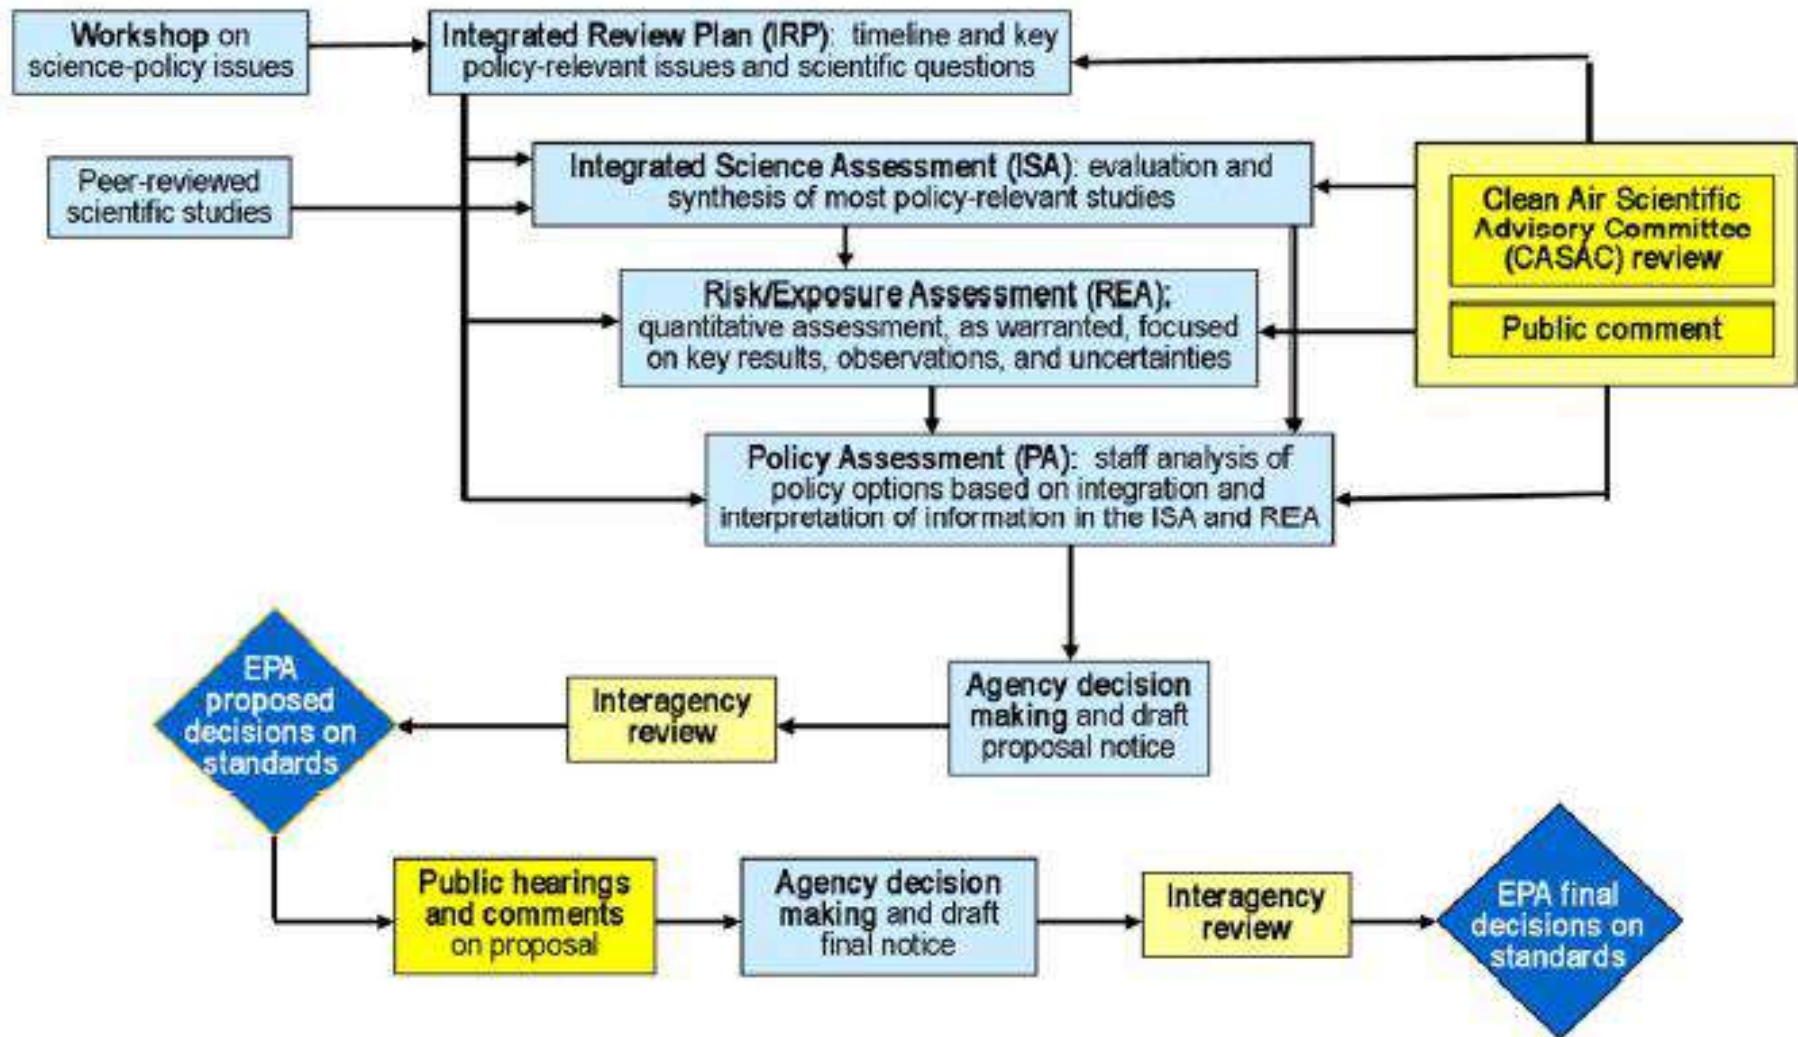 Workshop on
science-policy issues
Integrated Review Plan (IRP): timeline and key
policy-relevant issues and scientific questions
Peer-reviewed
scientific studies
Integrated Science Assessment (ISA): evaluation and
synthesis of most policy-relevant studies
Clean Air Scientific
Advisory Committee
(CASAC) review
Public comment
Risk/Exposure Assessment (REA):
quantitative assessment, as warranted, focused
on key results, observations, and uncertainties
Policy Assessment (PA): staff analysis of
policy options based on integration and
interpretation of information in the ISA and REA
Agency decision
making and draft
proposal notice
Interagency
review
EPA
proposed
decisions on
standards
Public hearings
and comments
on proposal
Agency decision
making and draft
final notice
Interagency
review
EPA final
decisions on
standards